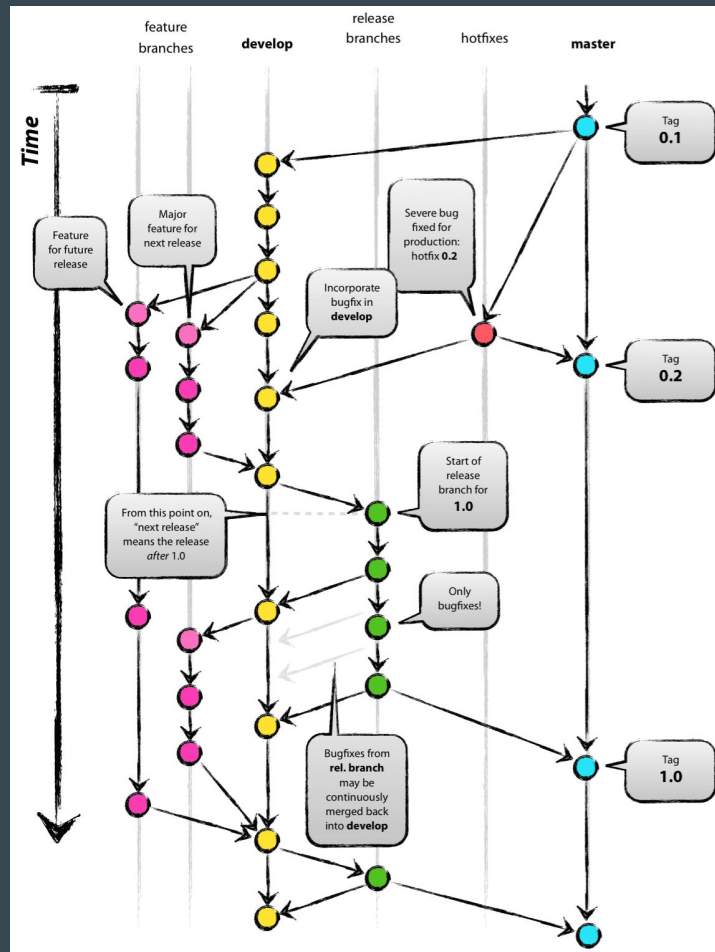 feature
branches
develop
release
branches
hotfixes
master
Time
Tag
0.1
Major
feature for
next release
Severe bug
fixed for
production:
hotfix 0.2
Feature
for future
release
Incorporate
bugfix in
develop
Tag
0.2
Start of
release
branch for
1.0
From this point on,
“next release”
means the release
after 1.0
Only
bugfixes!
Bugfixes from
rel. branch
may be
continuously
merged back
into develop
Tag
1.0